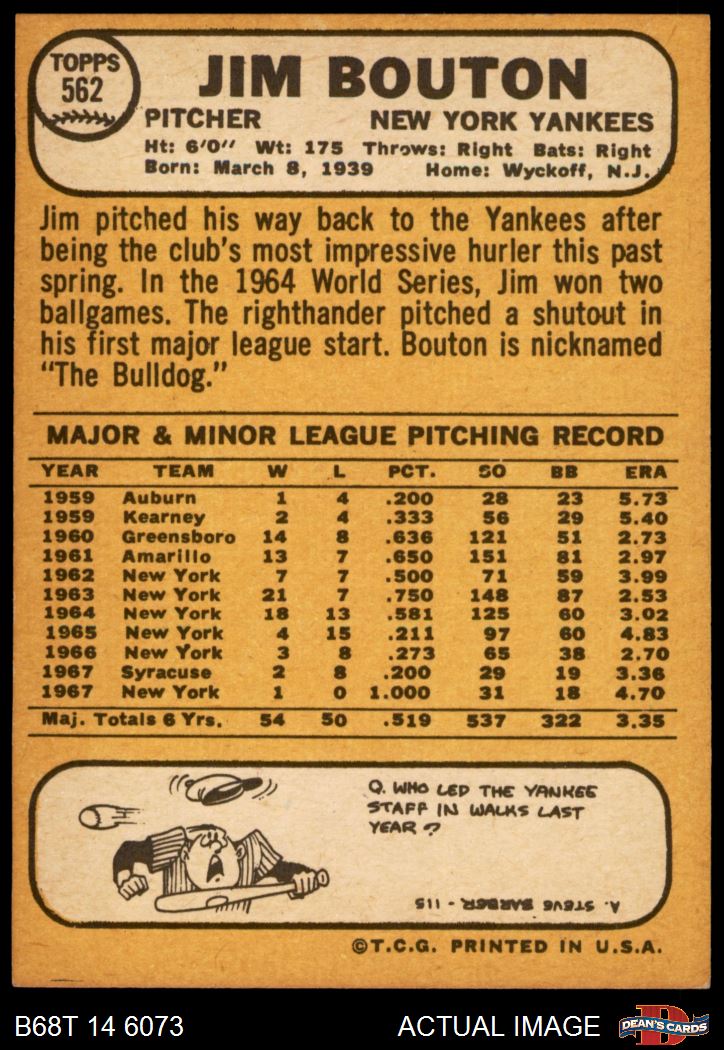 TOPPS
562
JIM BOUTON
PITCHER NEW YORK YANKEES
Ht: 6'0" Wt: 175 Throws: Right Bats: Right
Born: March 8, 1939 Home: Wyckoff, N.J.
Jim pitched his way back to the Yankees after
being the club's most impressive hurler this past
spring. In the 1964 World Series, Jim won two
ballgames. The righthander pitched a shutout in
his first major league start. Bouton is nicknamed
"The Bulldog."
MAJOR & MINOR LEAGUE PITCHING RECORD
YEAR TEAM W L PCT. SO BB ERA
1959 Auburn 1 4 .200 28 23 5.73
1959 Kearney 2 4 .333 56 29 5.40
1960 Greensboro 14 8 .636 121 51 2.73
1961 Amarillo 13 7 .650 151 81 2.97
1962 New York 7 7 .500 71 59 3.99
1963 New York 21 7 .750 148 87 2.53
1964 New York 18 13 .581 125 60 3.02
1965 New York 4 15 .211 97 60 4.83
1966 New York 3 8 .273 65 38 2.70
1967 Syracuse 2 8 .200 29 19 3.36
1967 New York 1 0 1.000 31 18 4.70
Maj. Totals 6 Yrs. 54 50 .519 537 322 3.35
Q. WHO LED THE YANKEE
STAFF IN WALKS LAST
YEAR ?
A. STEVE BARBER - 115
©T.C.G. PRINTED IN U.S.A.
B68T 14 6073 ACTUAL IMAGE D DEAN'S CARDS